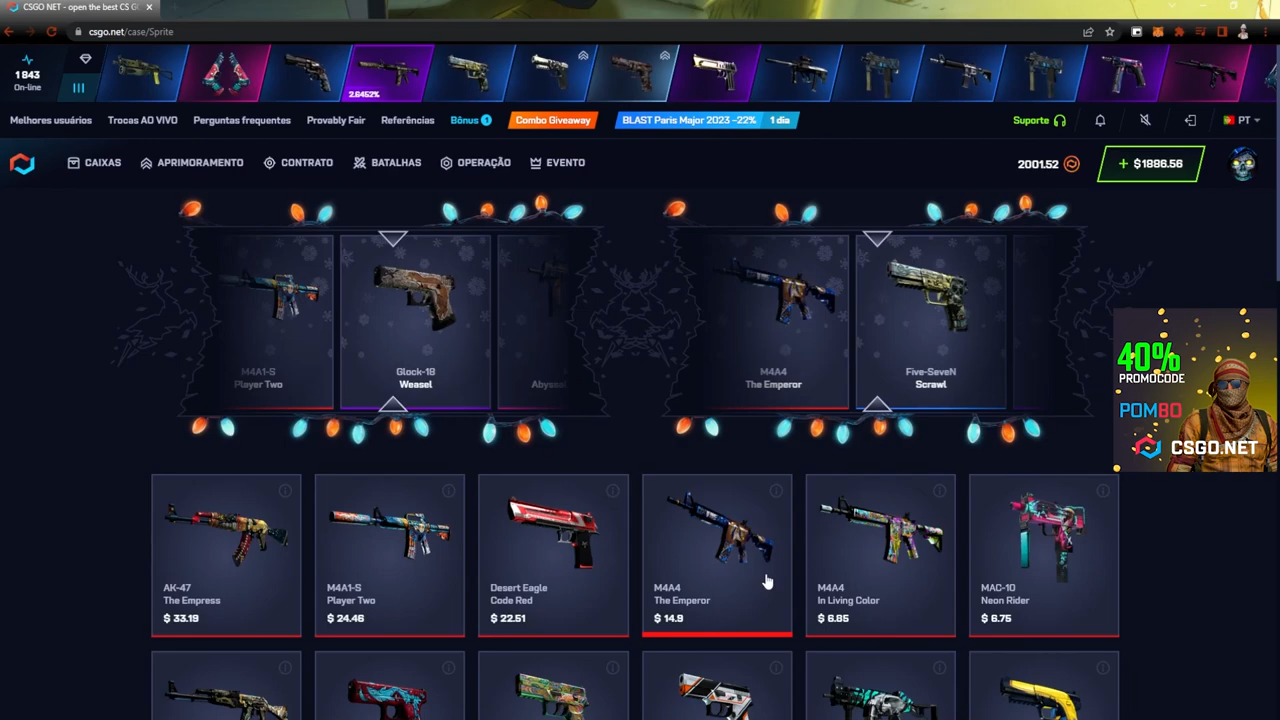 CSGO NET - open the best CS G
csgo.net/case/Sprite
1 843
On-line
2.6452%
Melhores usuários
Trocas AO VIVO
Perguntas frequentes
Provably Fair
Referências
Bônus 1
Combo Giveaway
BLAST Paris Major 2023 –22% 1 dia
Suporte
PT
CAIXAS
APRIMORAMENTO
CONTRATO
BATALHAS
OPERAÇÃO
EVENTO
2001.52
+ $1886.56
M4A1-S
Player Two
Glock-18
Weasel
Abyssal
M4A4
The Emperor
Five-SeveN
Scrawl
40%
PROMOCODE
POMBO
CSGO.NET
AK-47
The Empress
$ 33.19
M4A1-S
Player Two
$ 24.46
Desert Eagle
Code Red
$ 22.51
M4A4
The Emperor
$ 14.9
M4A4
In Living Color
$ 6.85
MAC-10
Neon Rider
$ 6.75